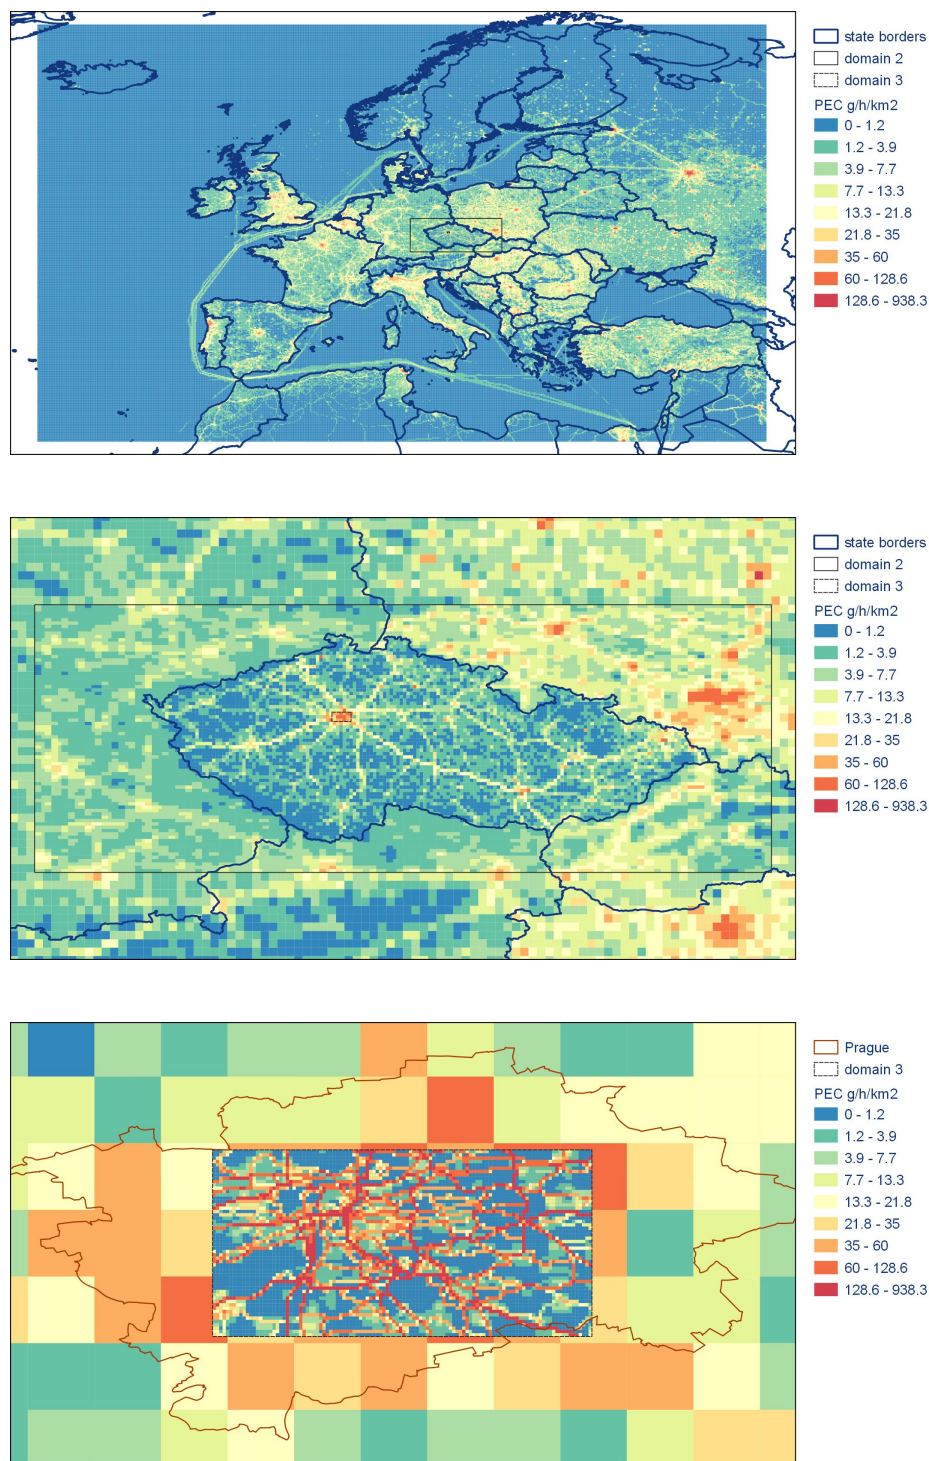 state borders
domain 2
domain 3
PEC g/h/km2
0 - 1.2
1.2 - 3.9
3.9 - 7.7
7.7 - 13.3
13.3 - 21.8
21.8 - 35
35 - 60
60 - 128.6
128.6 - 938.3
state borders
domain 2
domain 3
PEC g/h/km2
0 - 1.2
1.2 - 3.9
3.9 - 7.7
7.7 - 13.3
13.3 - 21.8
21.8 - 35
35 - 60
60 - 128.6
128.6 - 938.3
Prague
domain 3
PEC g/h/km2
0 - 1.2
1.2 - 3.9
3.9 - 7.7
7.7 - 13.3
13.3 - 21.8
21.8 - 35
35 - 60
60 - 128.6
128.6 - 938.3